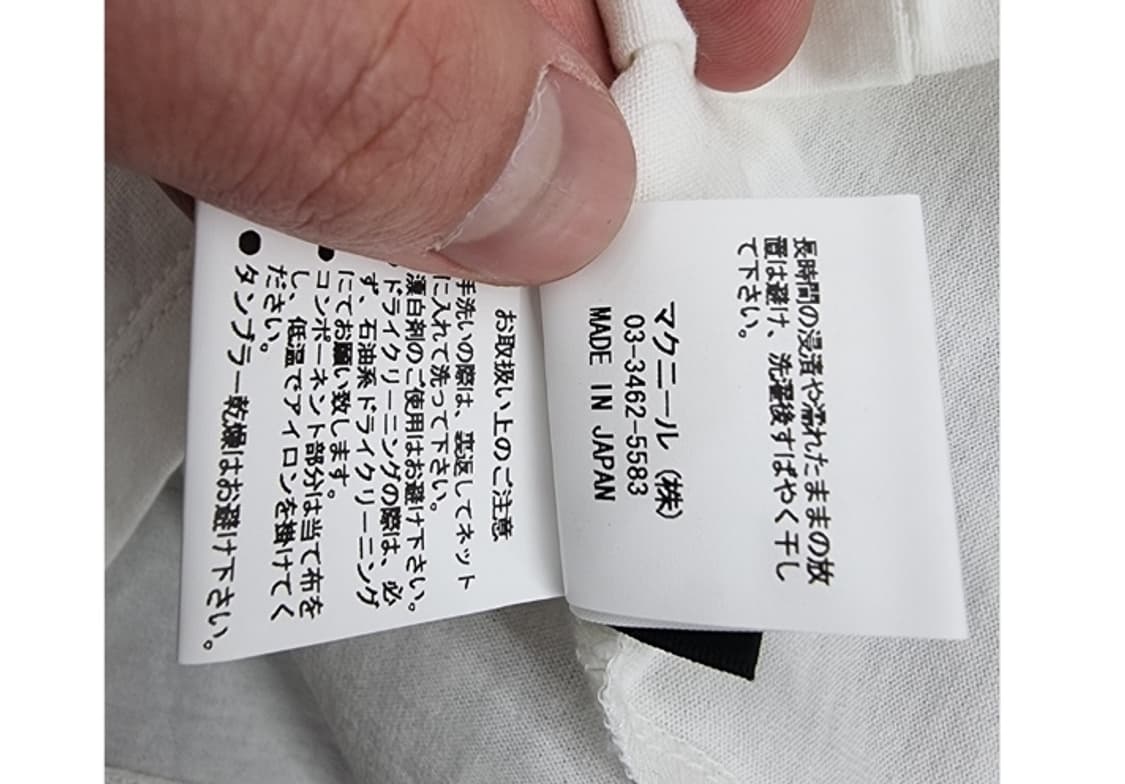 お取扱い上のご注意
手洗いの際は、裏返してネット
に入れて洗って下さい。
漂白剤のご使用はお避け下さい。
ドライクリーニングの際は、必
ず、石油系ドライクリーニング
にてお願い致します。
●コンポーネント部分は当て布を
し、低温でアイロンを掛けてく
ださい。
●タンブラー乾燥はお避け下さい。
長時間の浸漬や濡れたままの放
置は避け、洗濯後すばやく干し
て下さい。
マクニール（株）
03-3462-5583
MADE IN JAPAN